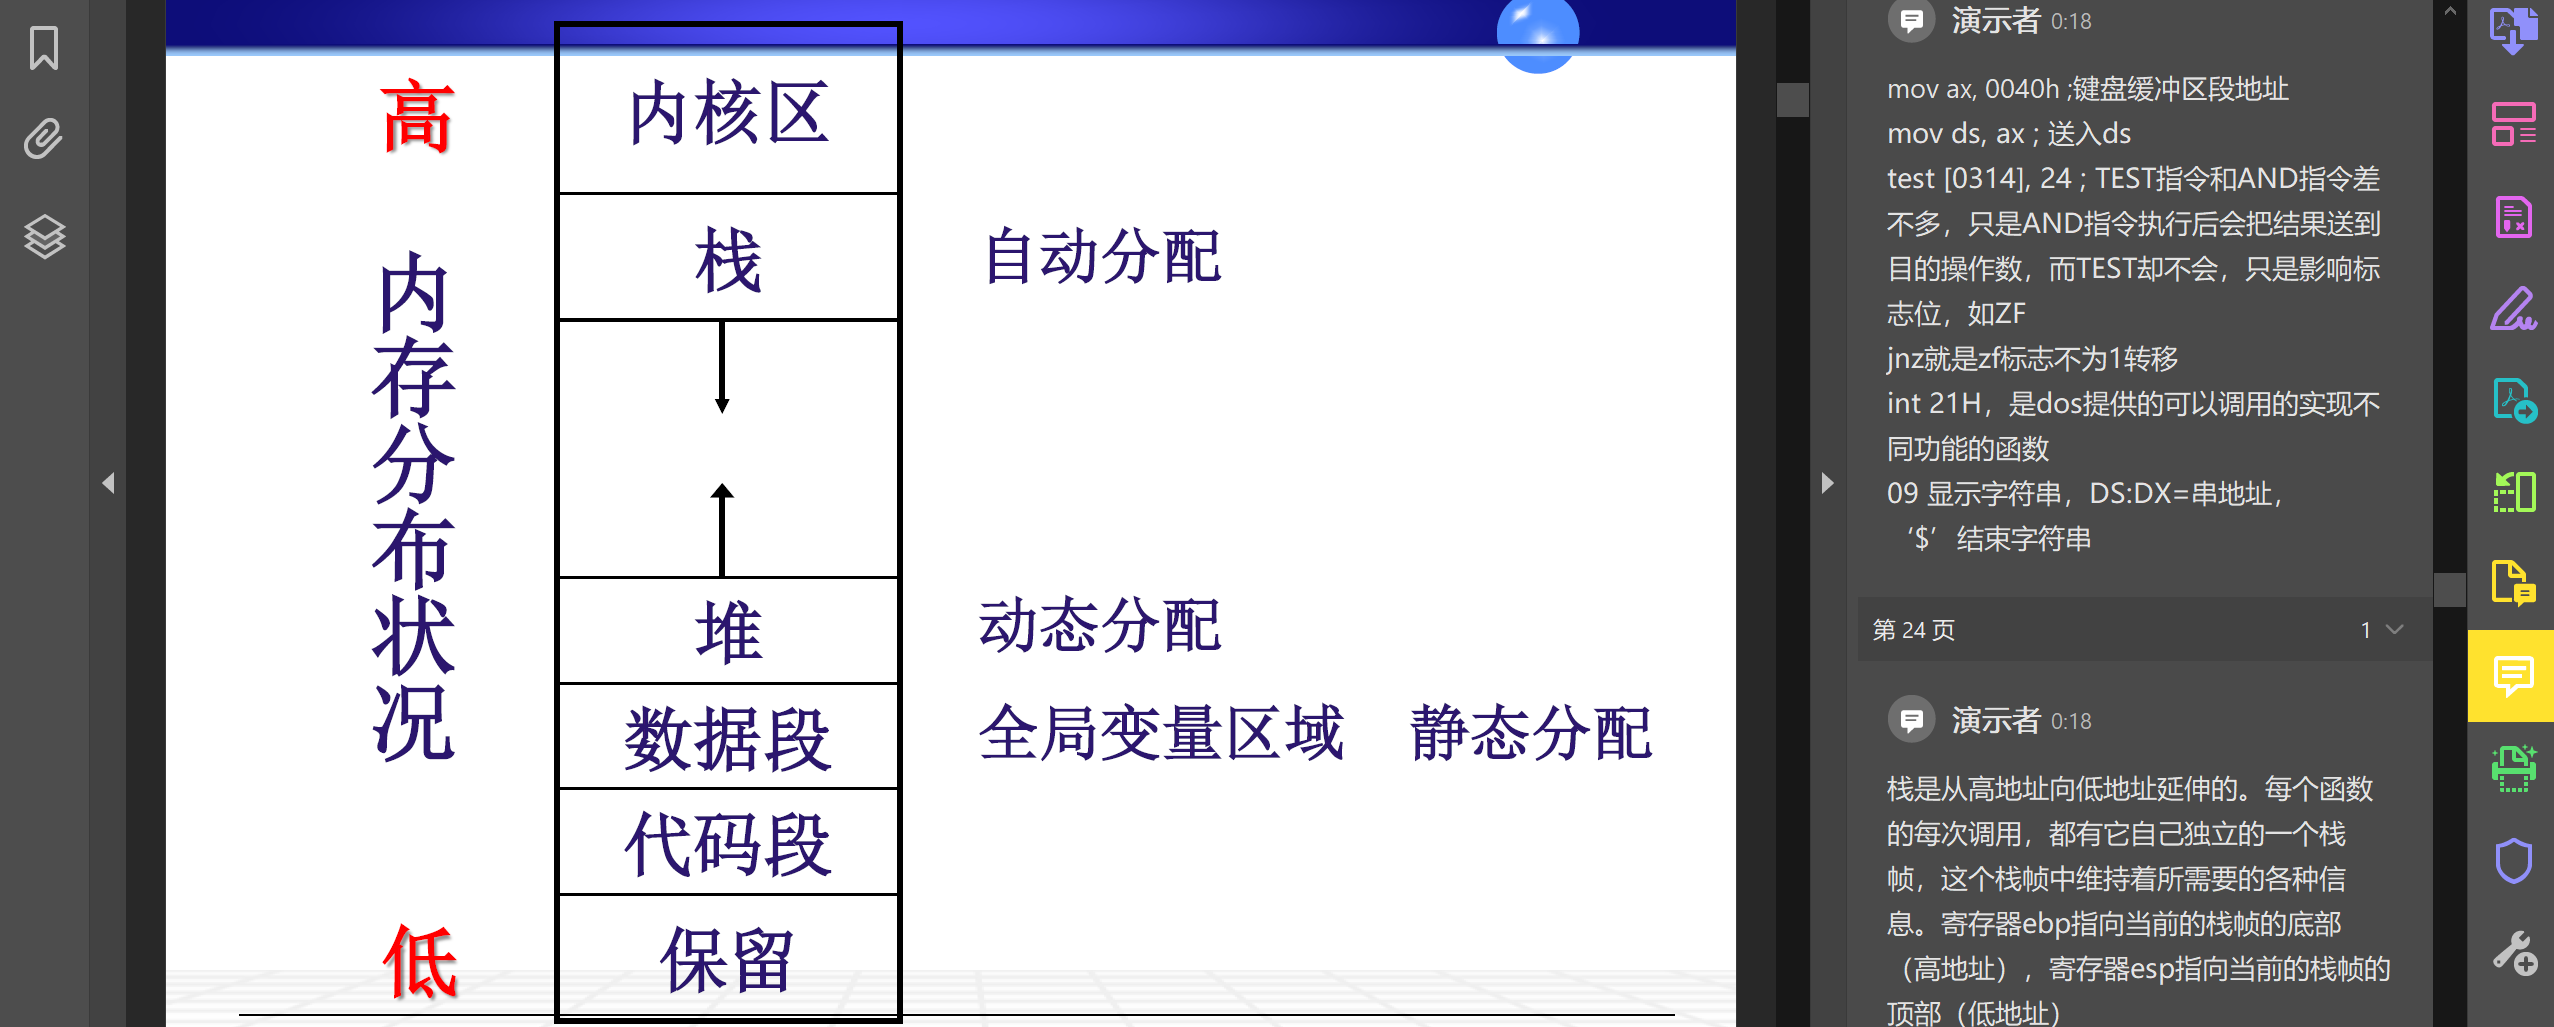 高
内存分布状况
低
内核区
栈
自动分配
堆
动态分配
数据段
全局变量区域 静态分配
代码段
保留
演示者 0:18
mov ax, 0040h ;键盘缓冲区段地址
mov ds, ax ; 送入ds
test [0314], 24 ; TEST指令和AND指令差
不多，只是AND指令执行后会把结果送到
目的操作数，而TEST却不会，只是影响标
志位，如ZF
jnz就是zf标志不为1转移
int 21H，是dos提供的可以调用的实现不
同功能的函数
09 显示字符串，DS:DX=串地址，
‘$’ 结束字符串
第 24 页 1
演示者 0:18
栈是从高地址向低地址延伸的。每个函数
的每次调用，都有它自己独立的一个栈
帧，这个栈帧中维持着所需要的各种信
息。寄存器ebp指向当前的栈帧的底部
（高地址），寄存器esp指向当前的栈帧的
顶部（低地址）